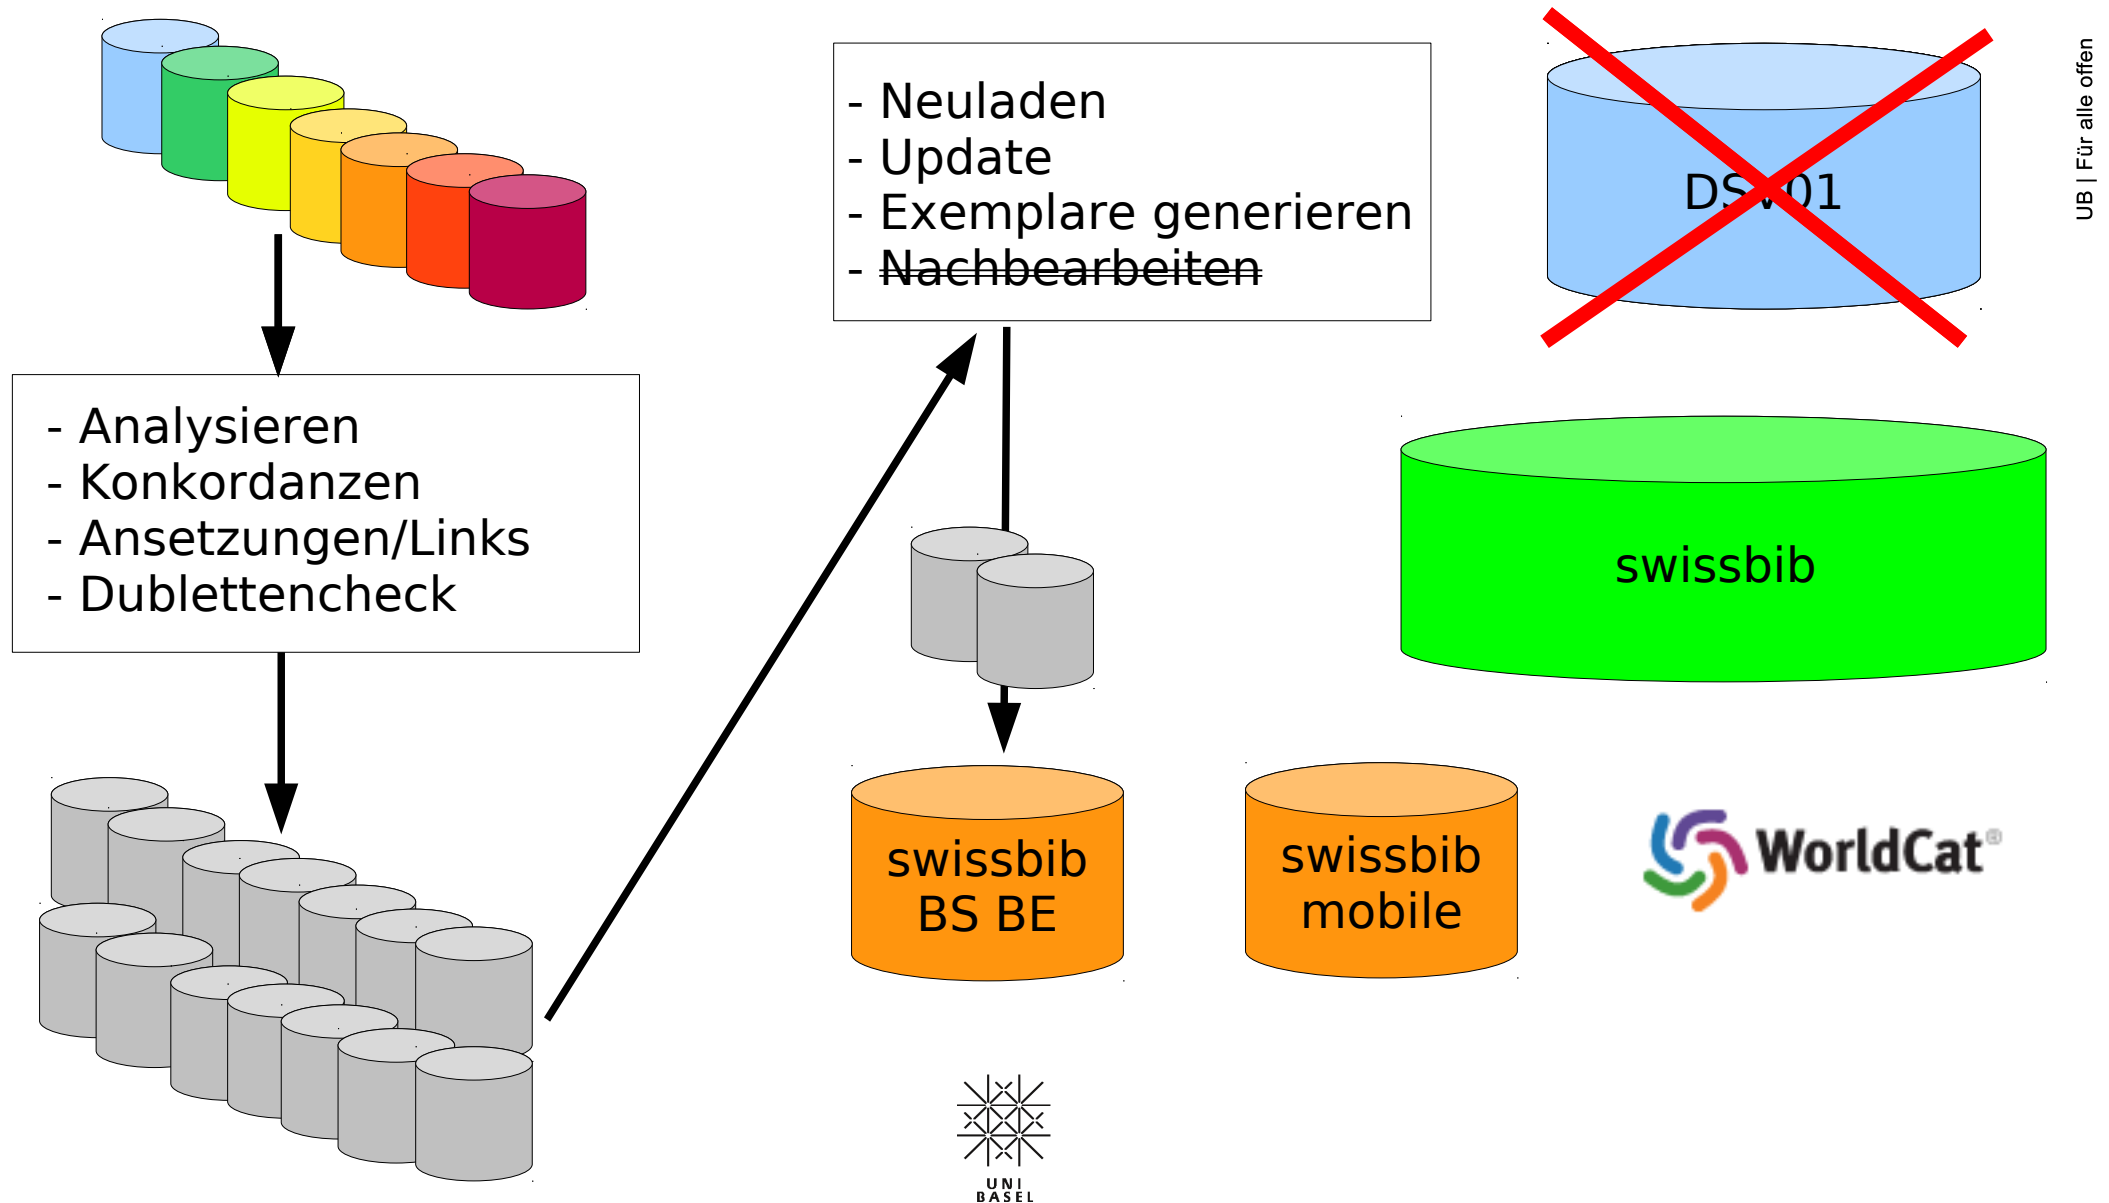 - Analysieren
- Konkordanzen
- Ansetzungen/Links
- Dublettencheck
- Neuladen
- Update
- Exemplare generieren
- Nachbearbeiten
DSV01
swissbib
swissbib
BS BE
swissbib
mobile
WorldCat®
UNI
BASEL
UB | Für alle offen